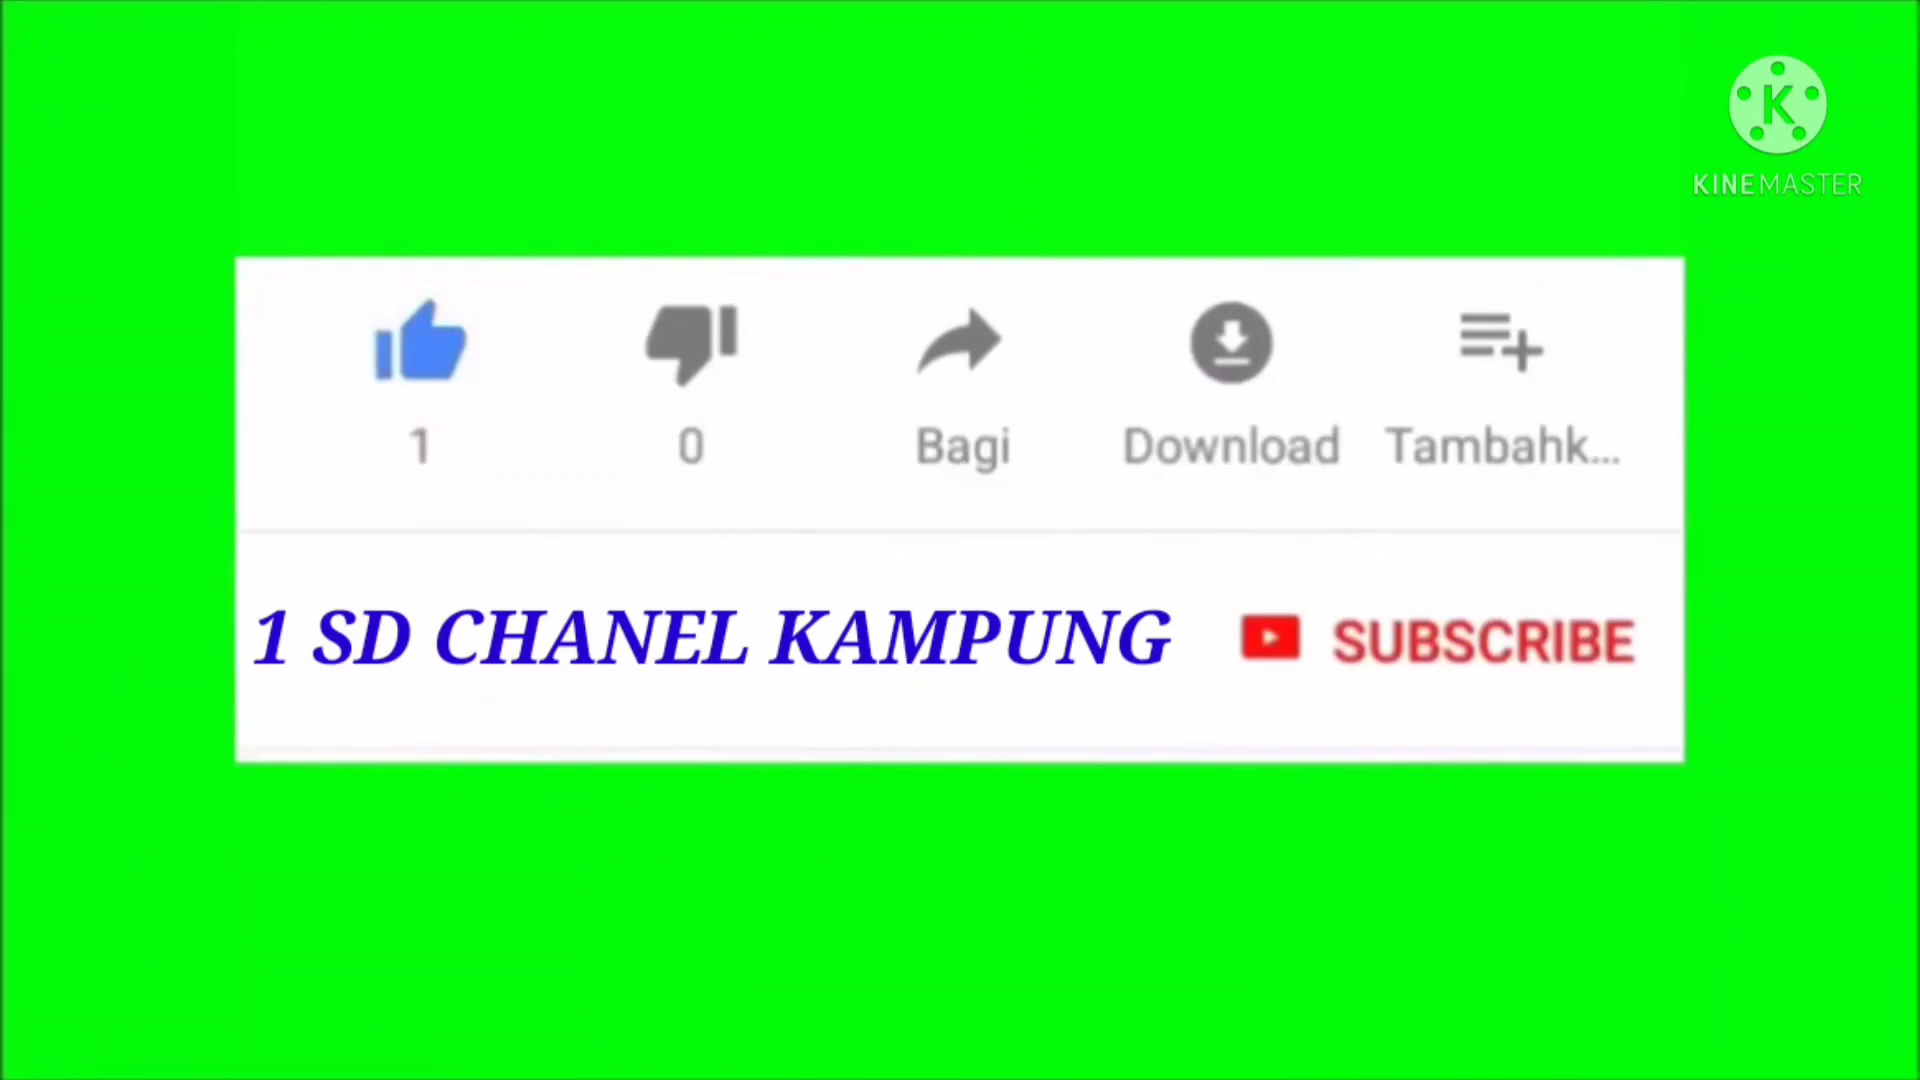 K
KINEMASTER
1 0 Bagi Download Tambahk...
1 SD CHANEL KAMPUNG SUBSCRIBE